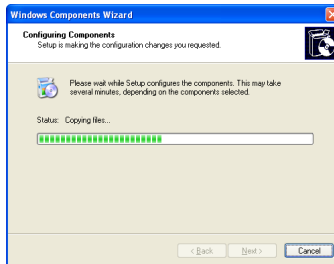 Windows Components Wizard
Configuring Components
Setup is making the configuration changes you requested.
Please wait while Setup configures the components. This may take
several minutes, depending on the components selected.
Status: Copying files...
< Back Next > Cancel